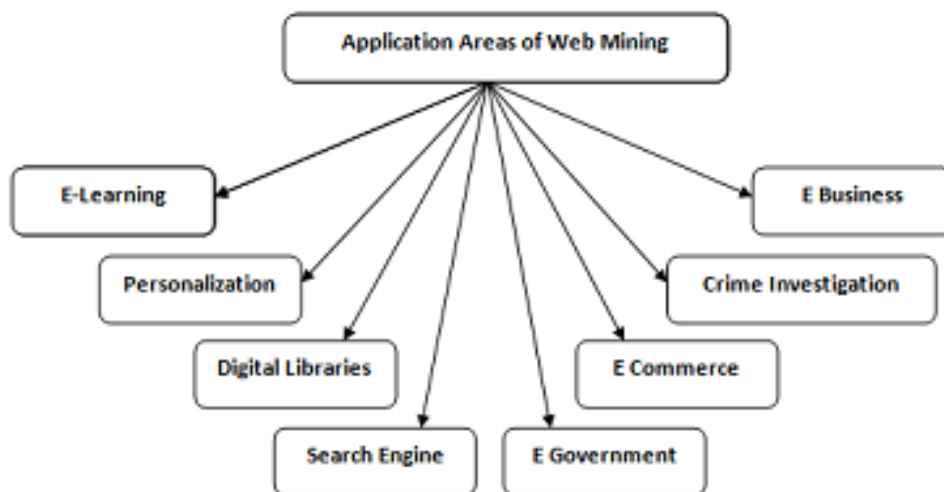 Application Areas of Web Mining
E-Learning
E Business
Personalization
Crime Investigation
Digital Libraries
E Commerce
Search Engine
E Government